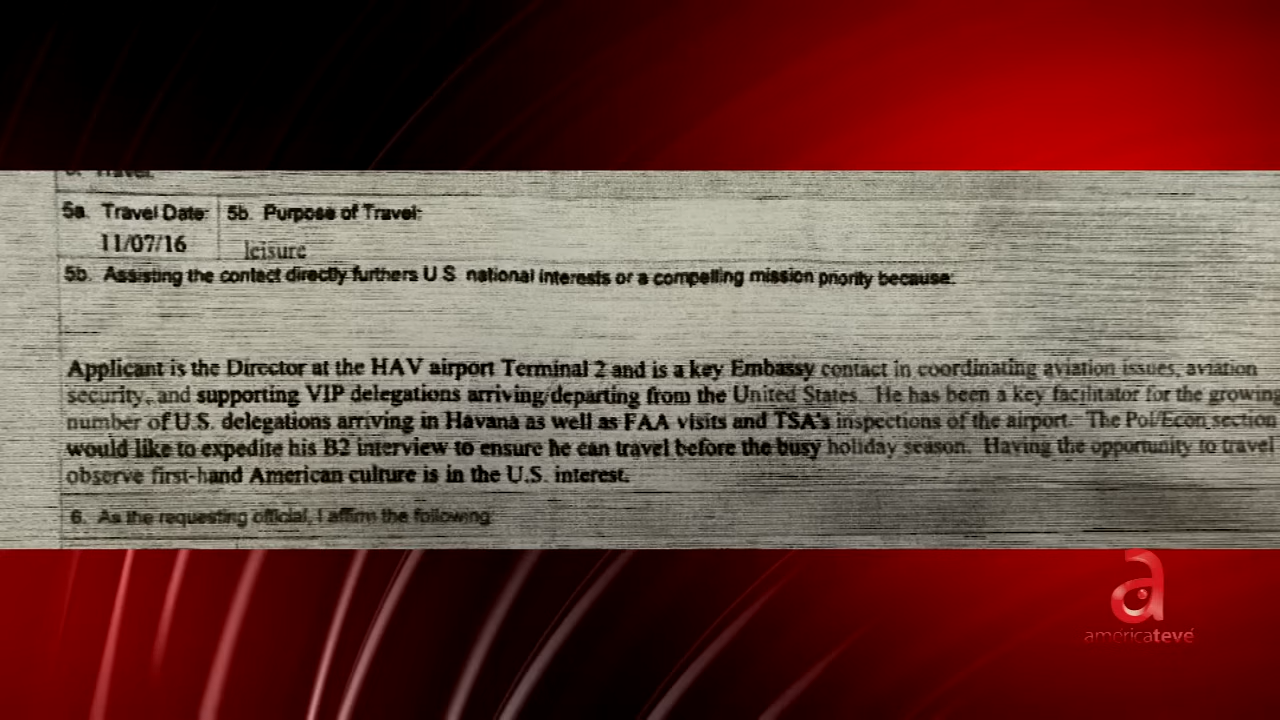 5a. Travel Date:
5b. Purpose of Travel:
11/07/16
leisure
5b. Assisting the contact directly furthers U.S. national interests or a compelling mission priority because:
Applicant is the Director at the HAV airport Terminal 2 and is a key Embassy contact in coordinating aviation issues, aviation
security, and supporting VIP delegations arriving/departing from the United States. He has been a key facilitator for the growing
number of U.S. delegations arriving in Havana as well as FAA visits and TSA's inspections of the airport. The Pol/Econ section
would like to expedite his B2 interview to ensure he can travel before the busy holiday season. Having the opportunity to travel
observe first-hand American culture is in the U.S. interest.
6. As the requesting official, I affirm the following:
a
américatevé